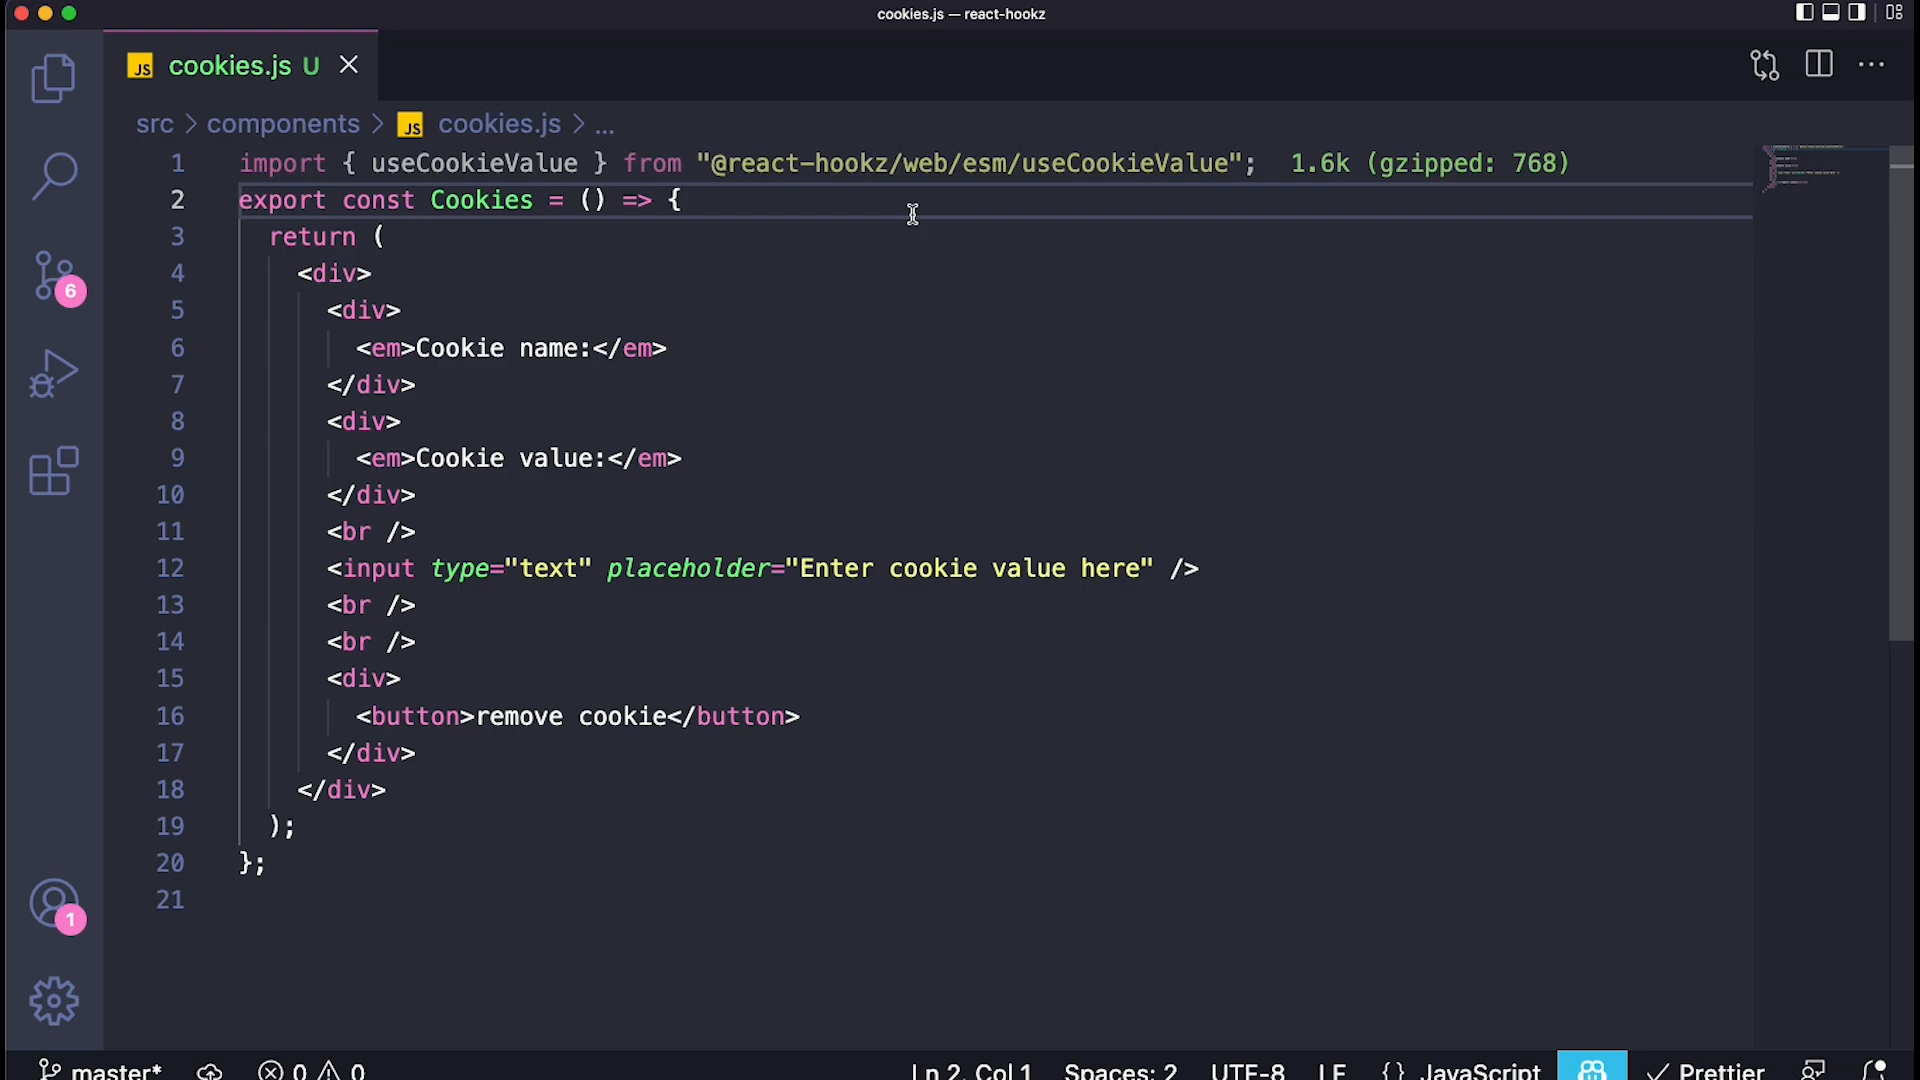 cookies.js — react-hookz
JS cookies.js U
src > components > JS cookies.js > ...
1 import { useCookieValue } from "@react-hookz/web/esm/useCookieValue"; 1.6k (gzipped: 768)
2 export const Cookies = () => {
3 return (
4 <div>
5 <div>
6 <em>Cookie name:</em>
7 </div>
8 <div>
9 <em>Cookie value:</em>
10 </div>
11 <br />
12 <input type="text" placeholder="Enter cookie value here" />
13 <br />
14 <br />
15 <div>
16 <button>remove cookie</button>
17 </div>
18 </div>
19 );
20 };
21
6
1
master* 0 0 Ln 2, Col 1 Spaces: 2 UTF-8 LF {} JavaScript Prettier